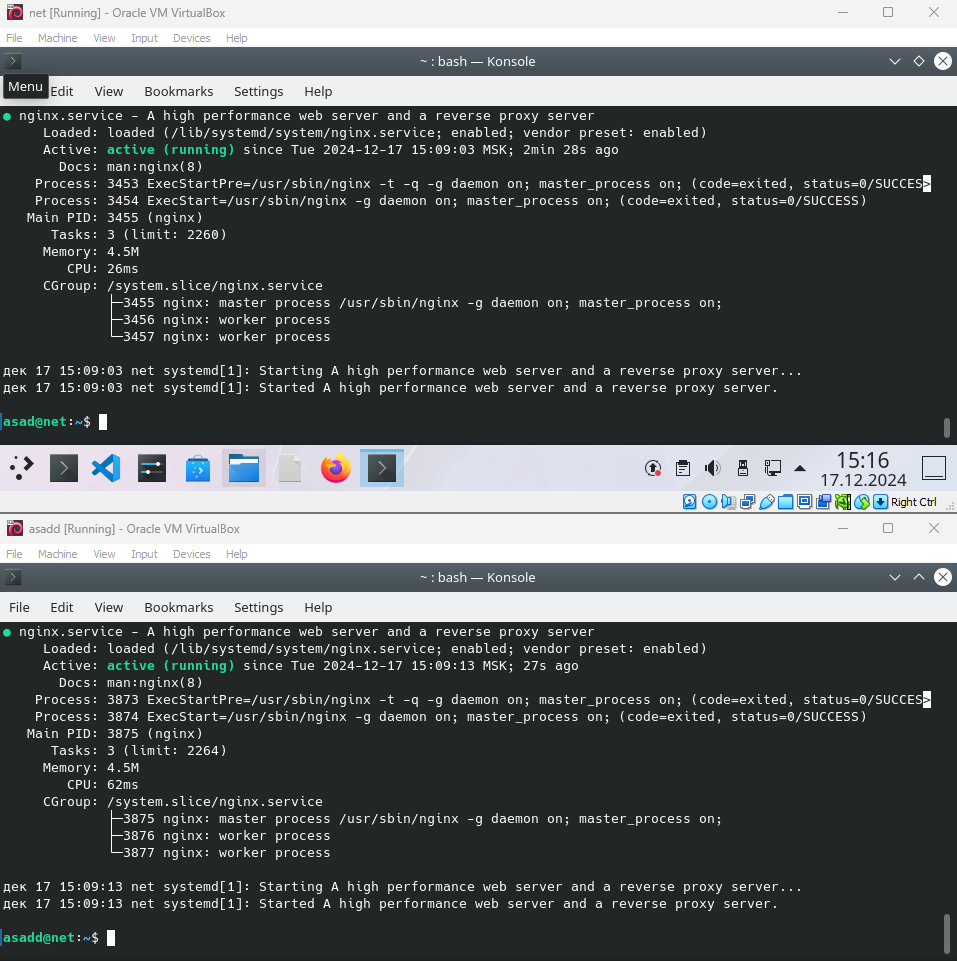 net [Running] - Oracle VM VirtualBox
File Machine View Input Devices Help
~ : bash — Konsole
Menu
Edit View Bookmarks Settings Help
● nginx.service - A high performance web server and a reverse proxy server
Loaded: loaded (/lib/systemd/system/nginx.service; enabled; vendor preset: enabled)
Active: active (running) since Tue 2024-12-17 15:09:03 MSK; 2min 28s ago
Docs: man:nginx(8)
Process: 3453 ExecStartPre=/usr/sbin/nginx -t -q -g daemon on; master_process on; (code=exited, status=0/SUCCES>
Process: 3454 ExecStart=/usr/sbin/nginx -g daemon on; master_process on; (code=exited, status=0/SUCCESS)
Main PID: 3455 (nginx)
Tasks: 3 (limit: 2260)
Memory: 4.5M
CPU: 26ms
CGroup: /system.slice/nginx.service
├─3455 nginx: master process /usr/sbin/nginx -g daemon on; master_process on;
├─3456 nginx: worker process
└─3457 nginx: worker process
дек 17 15:09:03 net systemd[1]: Starting A high performance web server and a reverse proxy server...
дек 17 15:09:03 net systemd[1]: Started A high performance web server and a reverse proxy server.
asad@net:~$
15:16
17.12.2024
Right Ctrl
asadd [Running] - Oracle VM VirtualBox
File Machine View Input Devices Help
~ : bash — Konsole
File Edit View Bookmarks Settings Help
● nginx.service - A high performance web server and a reverse proxy server
Loaded: loaded (/lib/systemd/system/nginx.service; enabled; vendor preset: enabled)
Active: active (running) since Tue 2024-12-17 15:09:13 MSK; 27s ago
Docs: man:nginx(8)
Process: 3873 ExecStartPre=/usr/sbin/nginx -t -q -g daemon on; master_process on; (code=exited, status=0/SUCCES>
Process: 3874 ExecStart=/usr/sbin/nginx -g daemon on; master_process on; (code=exited, status=0/SUCCESS)
Main PID: 3875 (nginx)
Tasks: 3 (limit: 2264)
Memory: 4.5M
CPU: 62ms
CGroup: /system.slice/nginx.service
├─3875 nginx: master process /usr/sbin/nginx -g daemon on; master_process on;
├─3876 nginx: worker process
└─3877 nginx: worker process
дек 17 15:09:13 net systemd[1]: Starting A high performance web server and a reverse proxy server...
дек 17 15:09:13 net systemd[1]: Started A high performance web server and a reverse proxy server.
asadd@net:~$